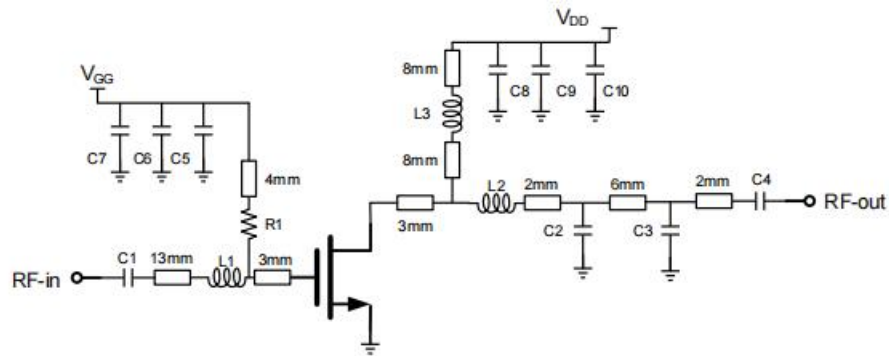 VDD
8mm
C8
C9
C10
VGG
L3
C7
C6
C5
8mm
4mm
L2
2mm
6mm
2mm
C4
R1
RF-out
3mm
C2
C3
C1
13mm
L1
3mm
RF-in